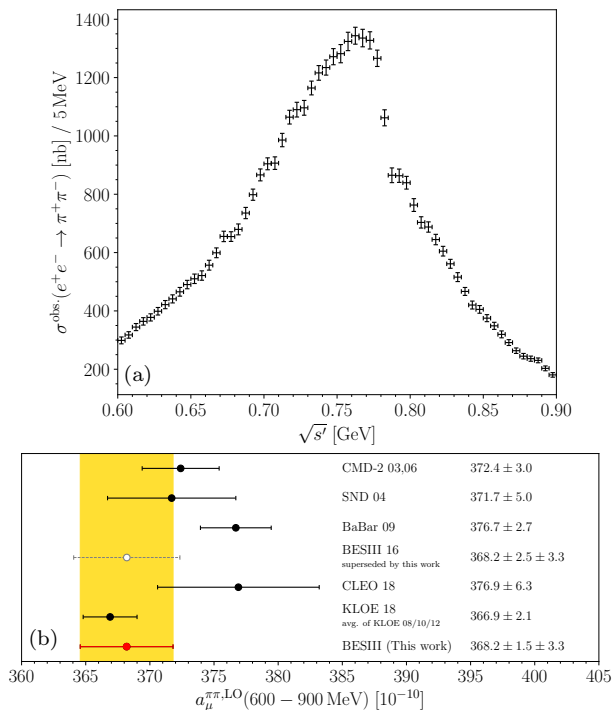 1400
1200
1000
800
600
400
200
σ^obs.(e⁺e⁻ → π⁺π⁻) [nb] / 5 MeV
(a)
0.60 0.65 0.70 0.75 0.80 0.85 0.90
√s′ [GeV]
CMD-2 03,06 372.4 ± 3.0
SND 04 371.7 ± 5.0
BaBar 09 376.7 ± 2.7
BESIII 16 368.2 ± 2.5 ± 3.3
superseded by this work
CLEO 18 376.9 ± 6.3
KLOE 18 366.9 ± 2.1
avg. of KLOE 08/10/12
(b) BESIII (This work) 368.2 ± 1.5 ± 3.3
360 365 370 375 380 385 390 395 400 405
a_μ^ππ,LO(600 − 900 MeV) [10⁻¹⁰]